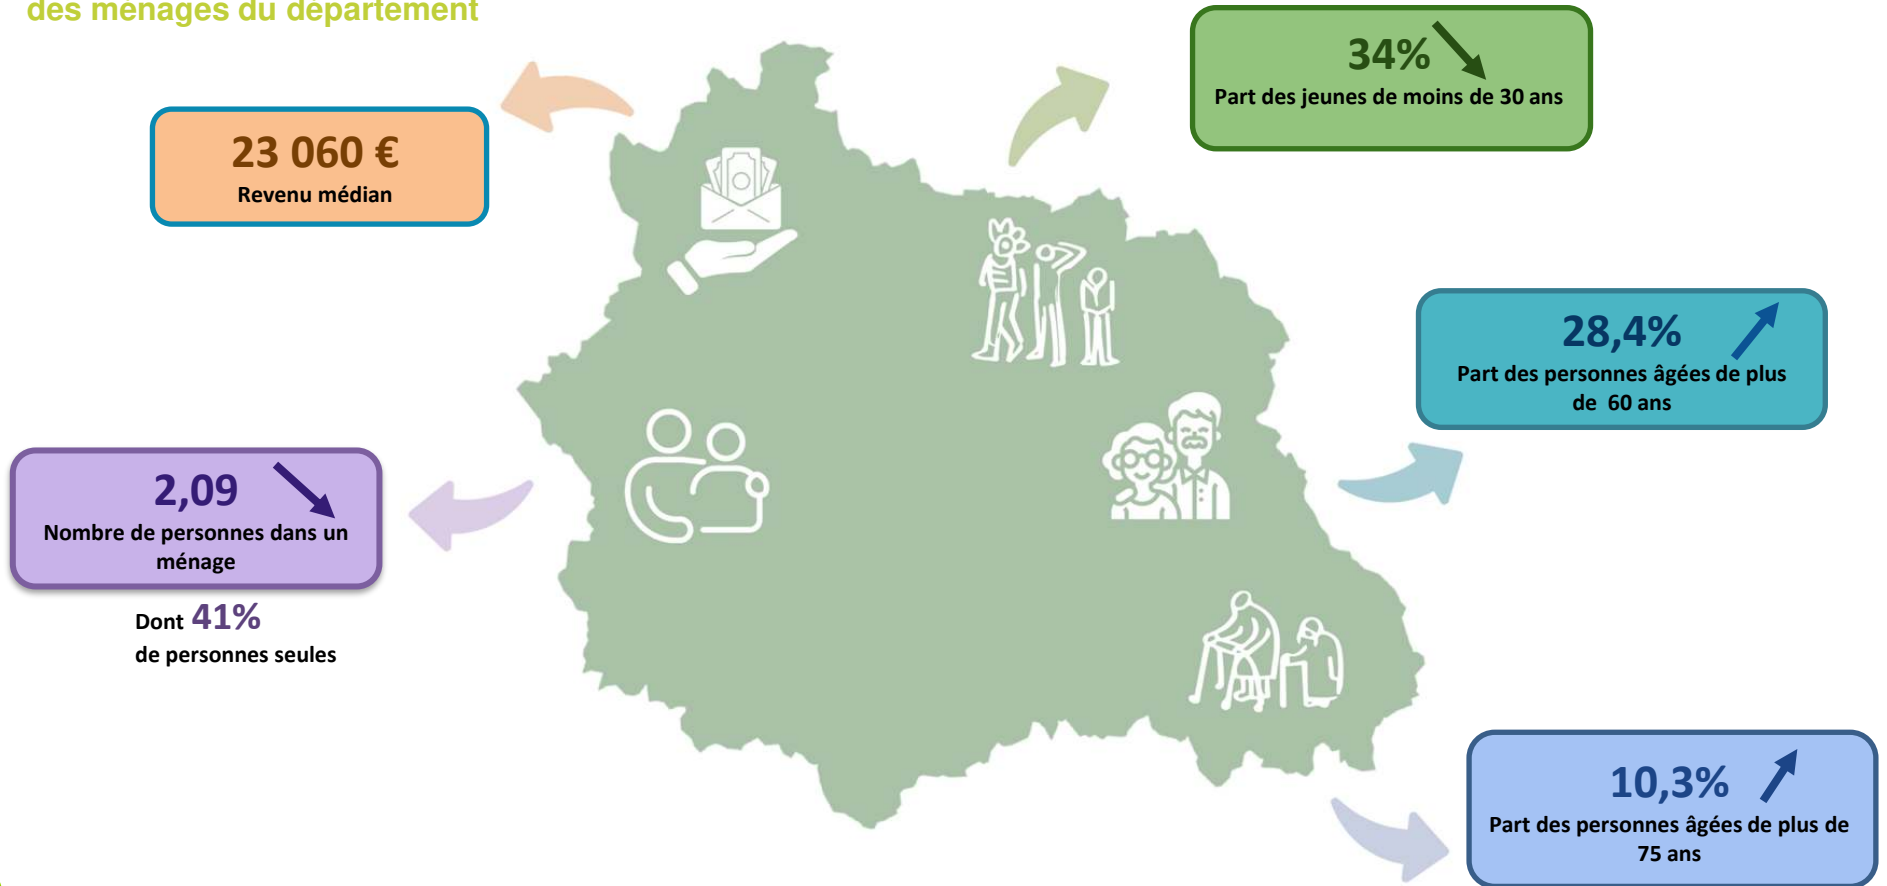 des ménages du département
34%
Part des jeunes de moins de 30 ans
23 060 €
Revenu médian
28,4%
Part des personnes âgées de plus
de 60 ans
2,09
Nombre de personnes dans un
ménage
Dont 41%
de personnes seules
10,3%
Part des personnes âgées de plus de
75 ans